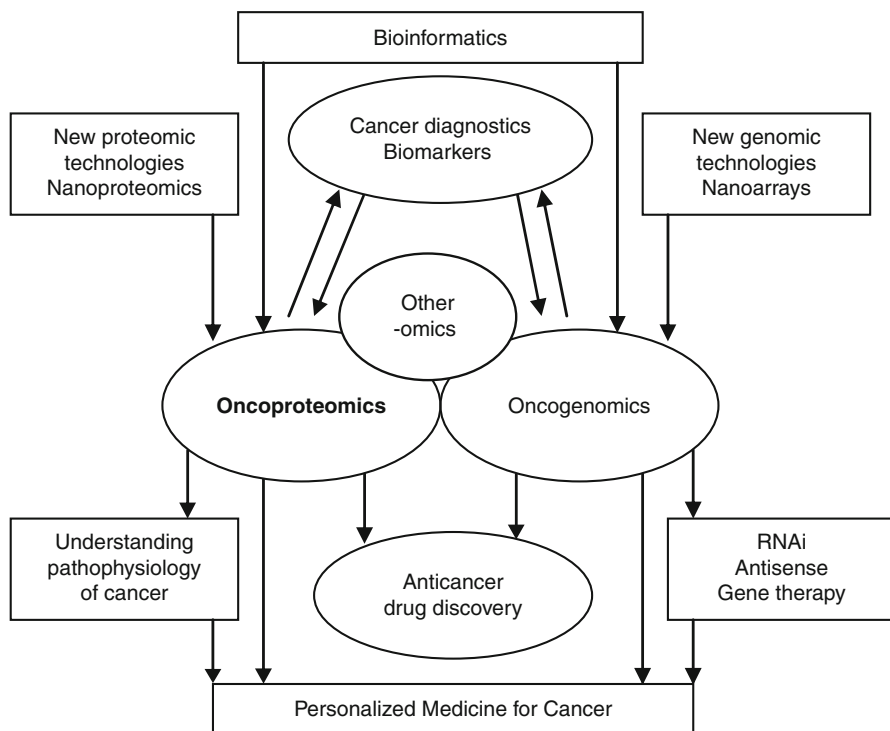 Bioinformatics
Cancer diagnostics
Biomarkers
New proteomic
technologies
Nanoproteomics
New genomic
technologies
Nanoarrays
Other
-omics
Oncoproteomics
Oncogenomics
Understanding
pathophysiology
of cancer
Anticancer
drug discovery
RNAi
Antisense
Gene therapy
Personalized Medicine for Cancer